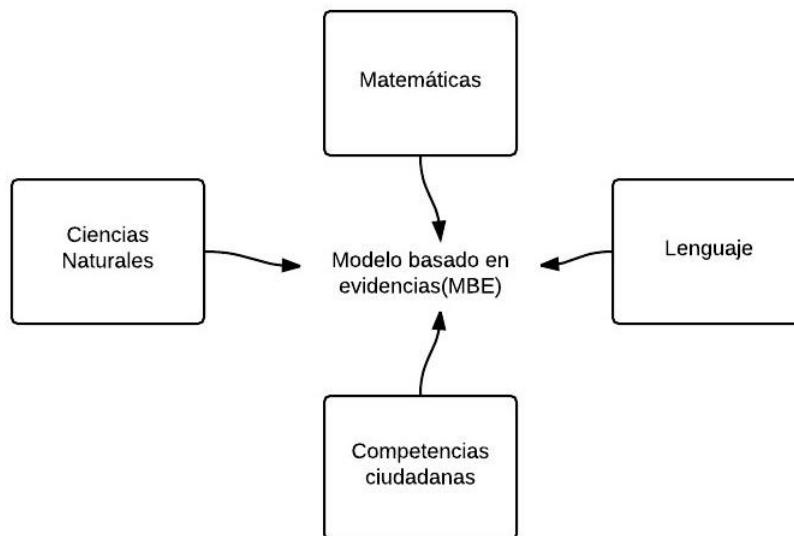 Matemáticas
Ciencias
Naturales
Modelo basado en
evidencias(MBE)
Lenguaje
Competencias
ciudadanas